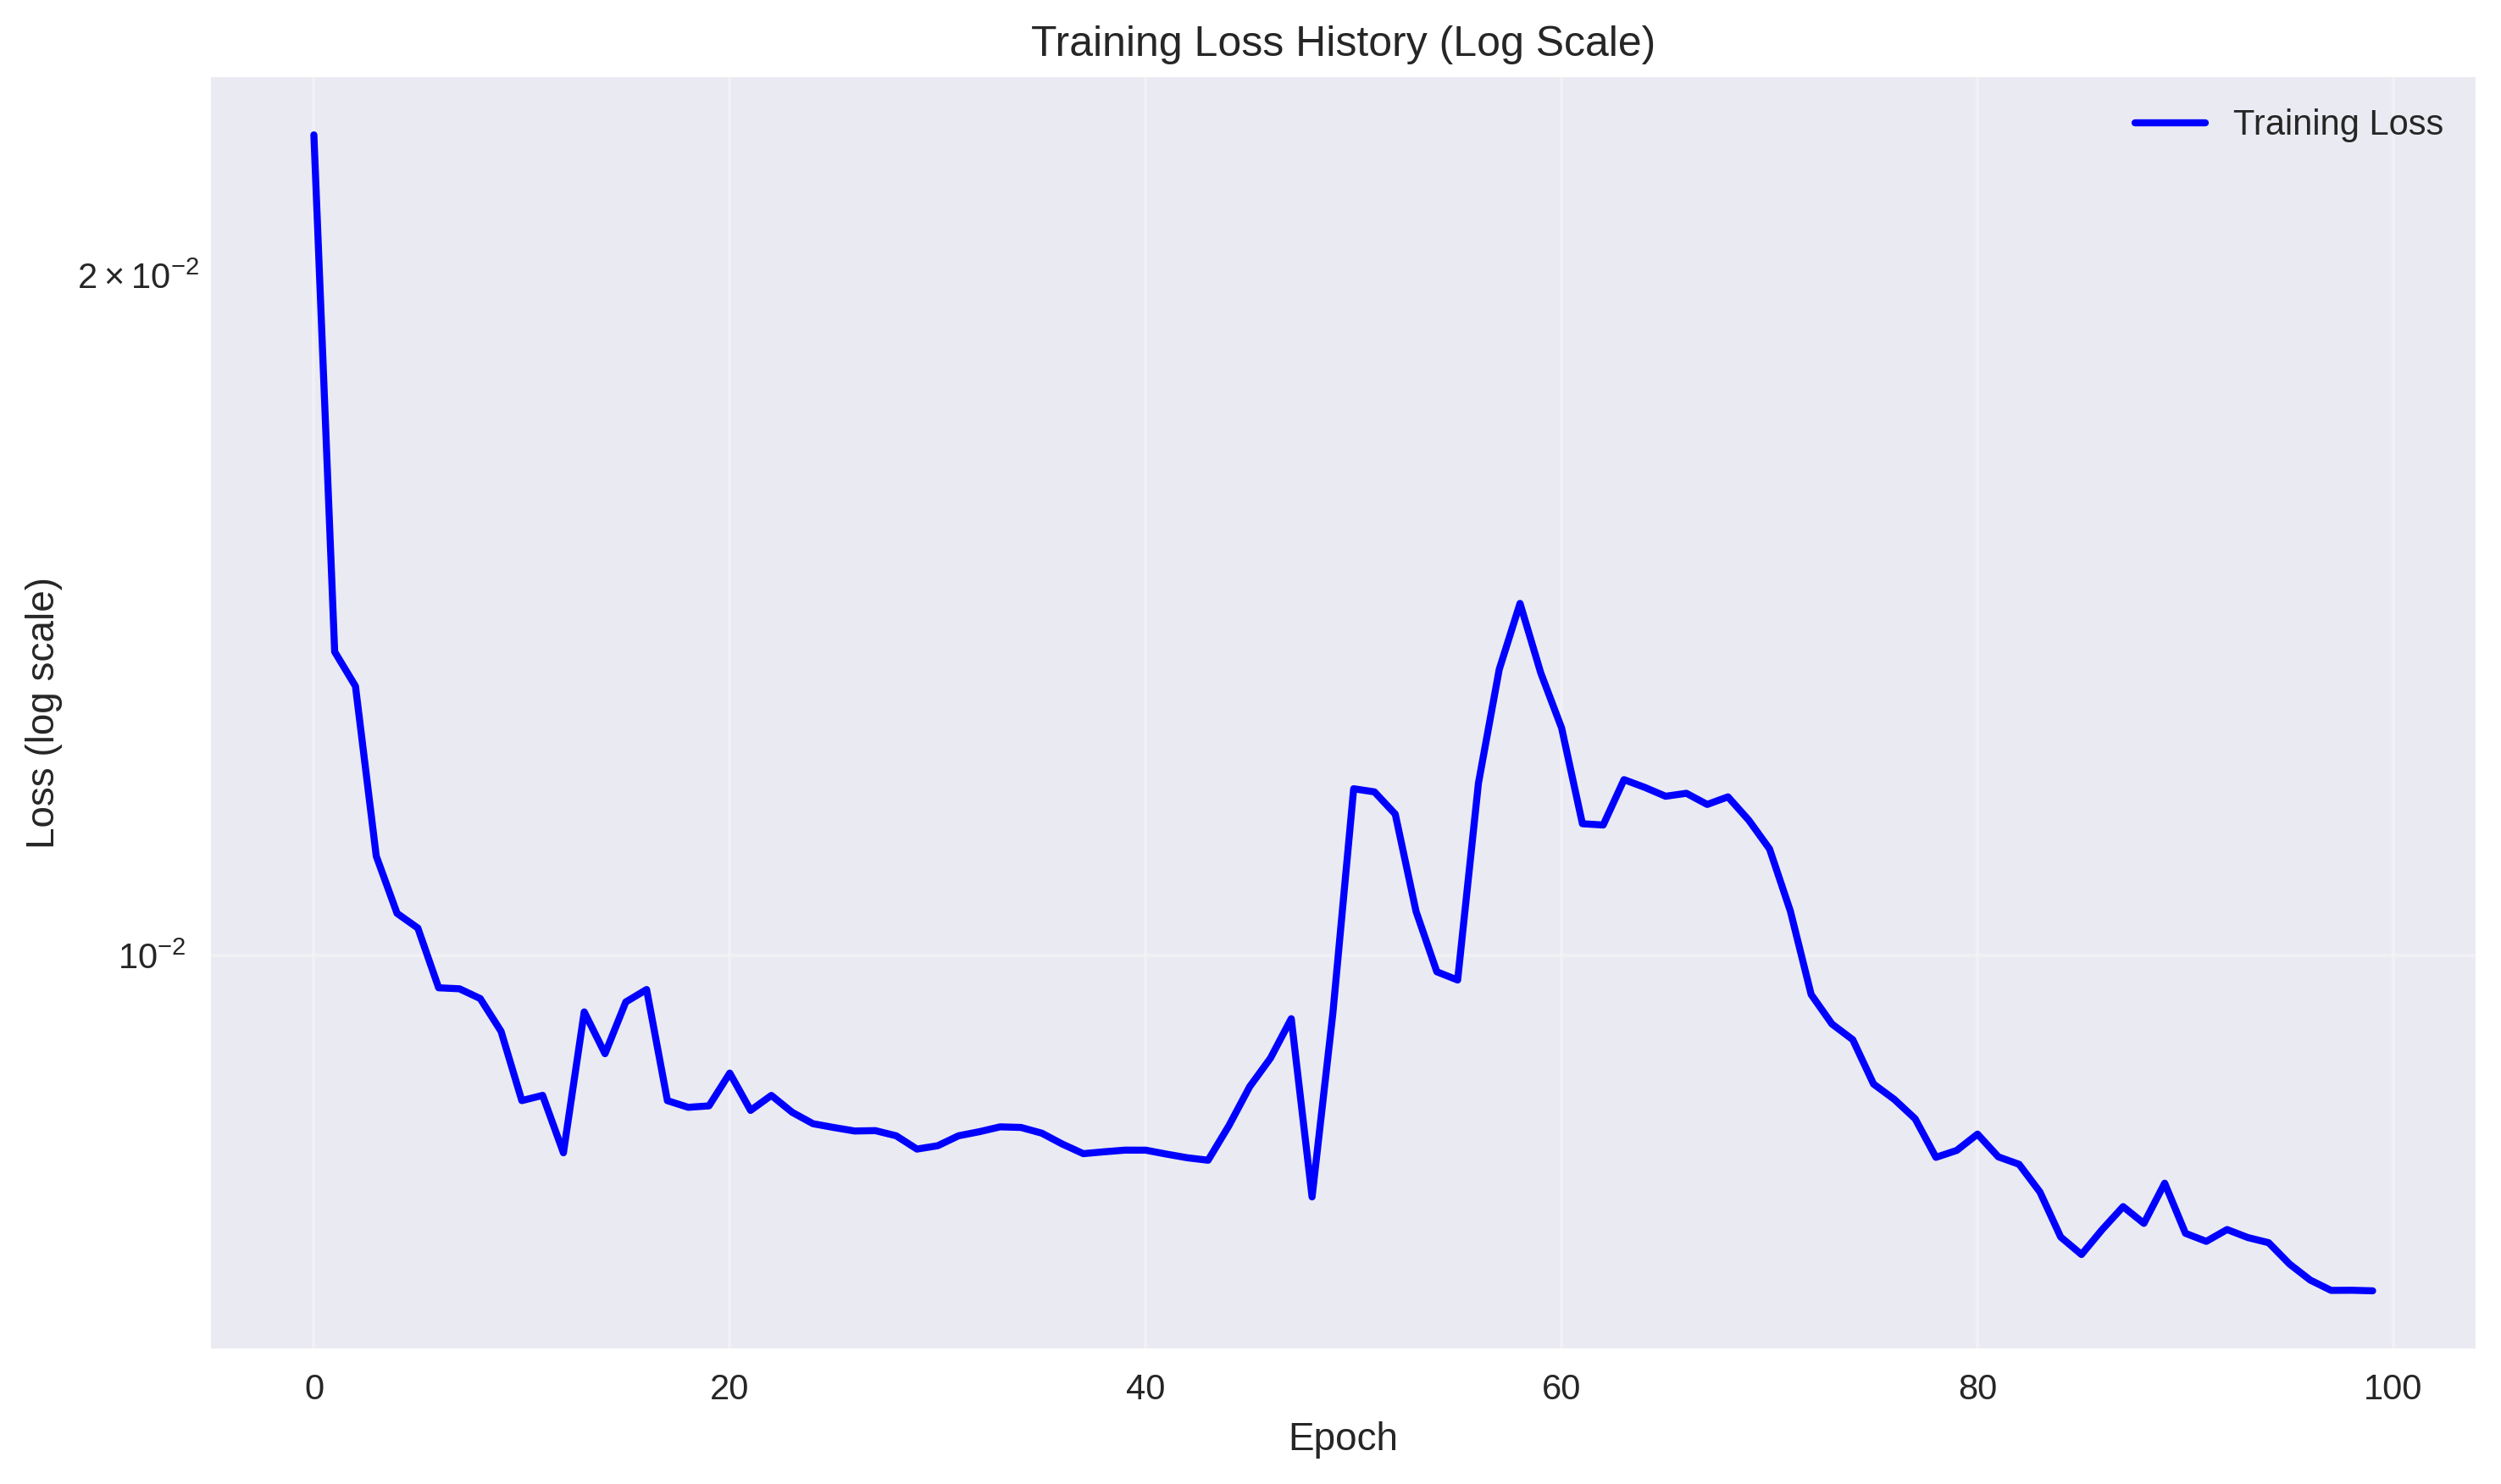 Training Loss History (Log Scale)
Training Loss
2 × 10⁻²
10⁻²
Loss (log scale)
0 20 40 60 80 100
Epoch